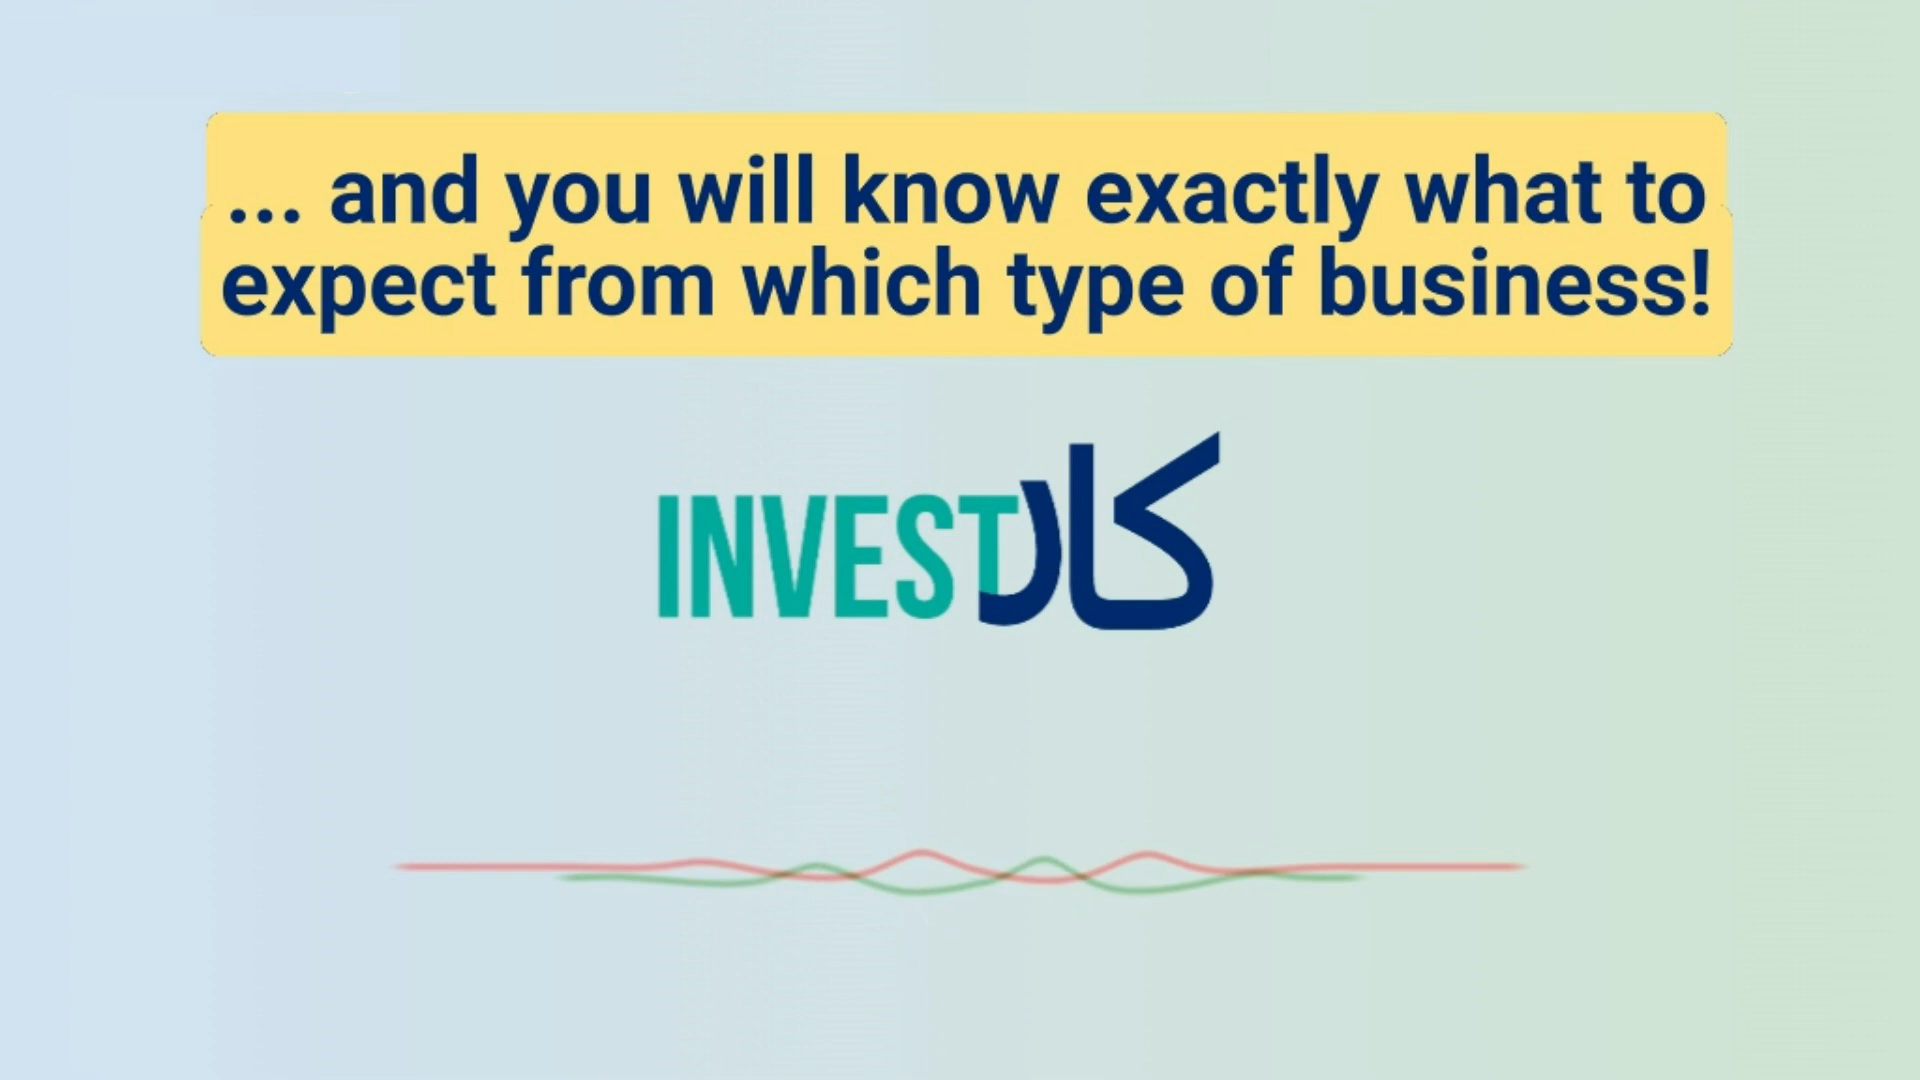 ... and you will know exactly what to
expect from which type of business!
INVESTکار